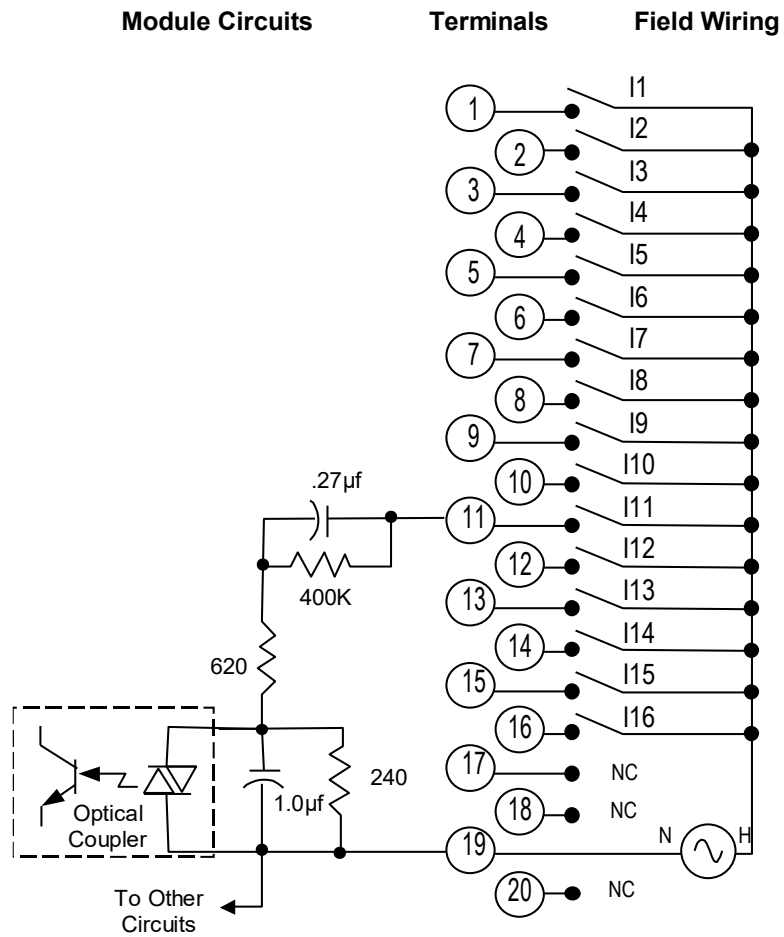 Module Circuits
Terminals
Field Wiring
1
I1
2
I2
3
I3
4
I4
5
I5
6
I6
7
I7
8
I8
9
I9
10
I10
.27µf
11
I11
12
I12
400K
13
I13
14
I14
620
15
I15
16
I16
17
NC
240
1.0µf
Optical
Coupler
18
NC
19
N
H
To Other
Circuits
20
NC